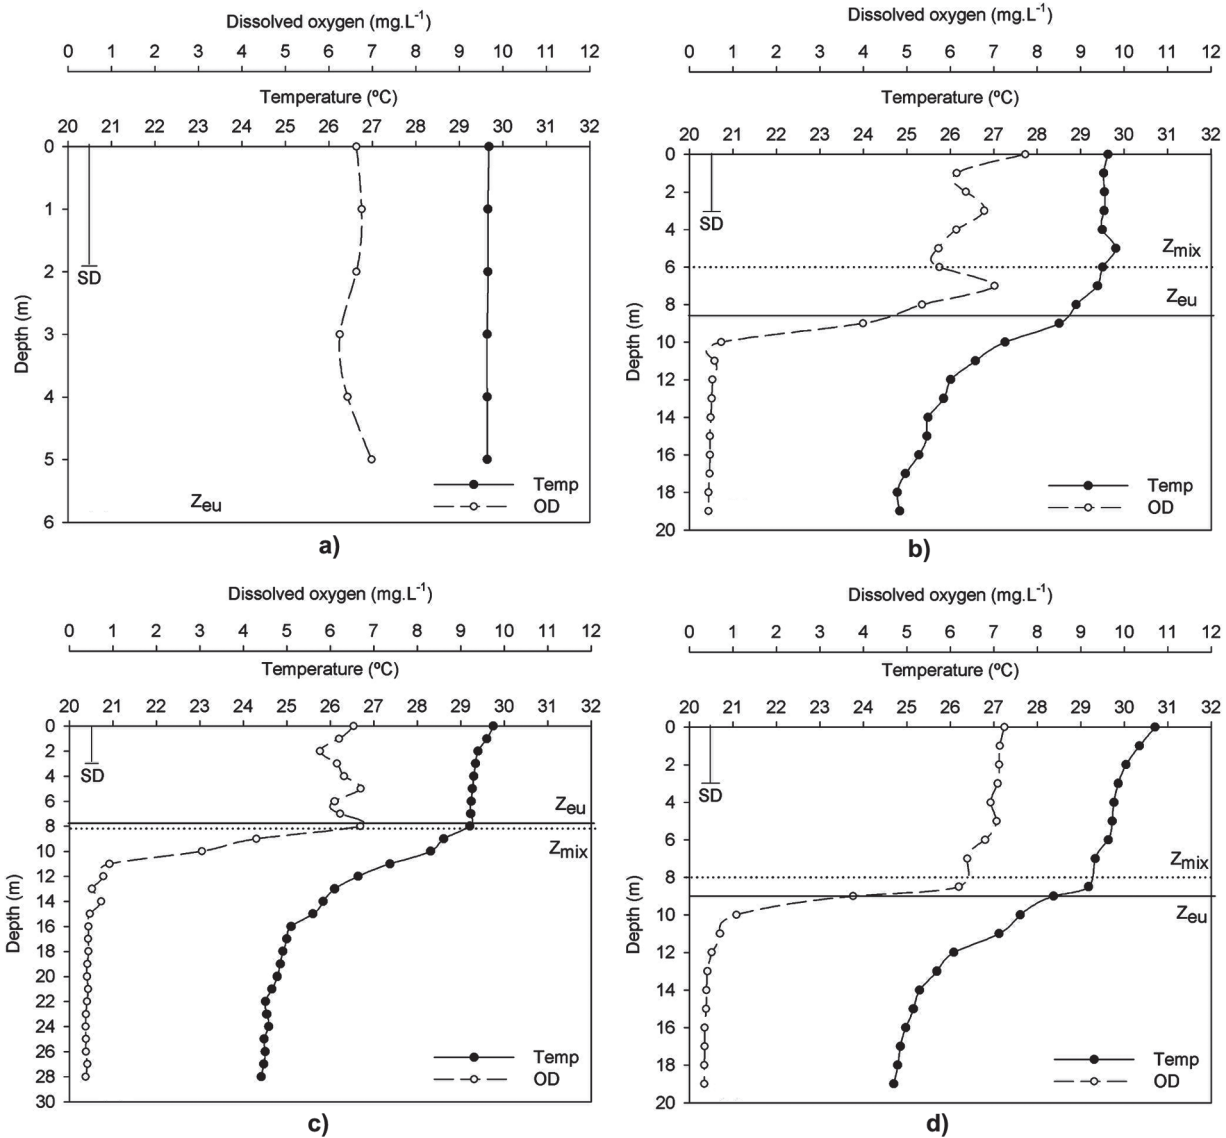 Dissolved oxygen (mg.L-1)
0 1 2 3 4 5 6 7 8 9 10 11 12
Temperature (ºC)
20 21 22 23 24 25 26 27 28 29 30 31 32
0
1
2
3
4
5
6
Depth (m)
SD
Zeu
Temp
OD
a)
Dissolved oxygen (mg.L-1)
0 1 2 3 4 5 6 7 8 9 10 11 12
Temperature (ºC)
20 21 22 23 24 25 26 27 28 29 30 31 32
0
2
4
6
8
10
12
14
16
18
20
Depth (m)
SD
Zmix
Zeu
Temp
OD
b)
Dissolved oxygen (mg.L-1)
0 1 2 3 4 5 6 7 8 9 10 11 12
Temperature (ºC)
20 21 22 23 24 25 26 27 28 29 30 31 32
0
2
4
6
8
10
12
14
16
18
20
22
24
26
28
30
Depth (m)
SD
Zeu
Zmix
Temp
OD
c)
Dissolved oxygen (mg.L-1)
0 1 2 3 4 5 6 7 8 9 10 11 12
Temperature (ºC)
20 21 22 23 24 25 26 27 28 29 30 31 32
0
2
4
6
8
10
12
14
16
18
20
Depth (m)
SD
Zmix
Zeu
Temp
OD
d)